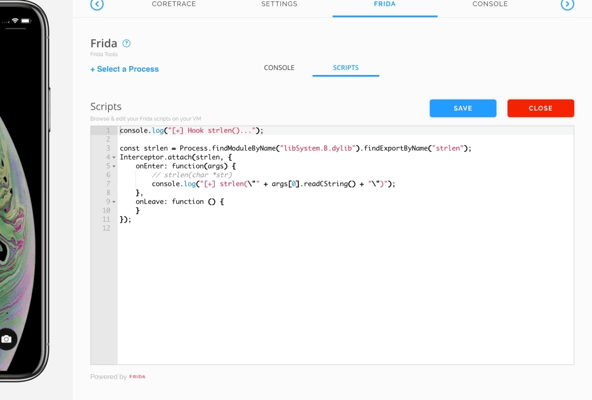 CORETRACE SETTINGS FRIDA CONSOLE
Frida
Frida Tools
+ Select a Process
CONSOLE SCRIPTS
Scripts
Browse & edit your Frida scripts on your VM
SAVE CLOSE
1 console.log("[+] Hook strlen()...");
2
3 const strlen = Process.findModuleByName("libSystem.B.dylib").findExportByName("strlen");
4 Interceptor.attach(strlen, {
5 onEnter: function(args) {
6 // strlen(char *str)
7 console.log("[+] strlen(\"" + args[0].readCString() + "\")");
8 },
9 onLeave: function () {
10 }
11 });
12
Powered by FRIDA